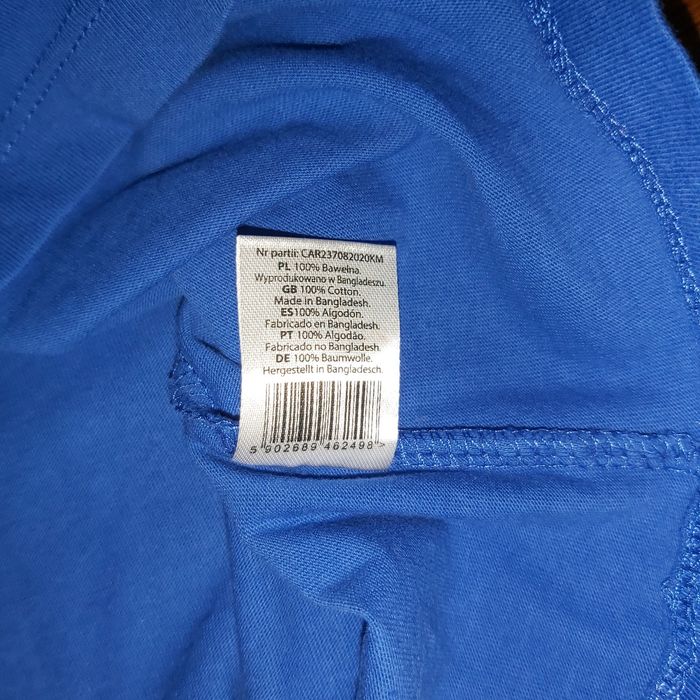 Nr partii: CAR237082020KM
PL 100% Bawełna.
Wyprodukowano w Bangladeszu.
GB 100% Cotton.
Made in Bangladesh.
ES100% Algodón.
Fabricado en Bangladesh.
PT 100% Algodão.
Fabricado no Bangladesh.
DE 100% Baumwolle.
Hergestellt in Bangladesch.
5 902689 462498 >